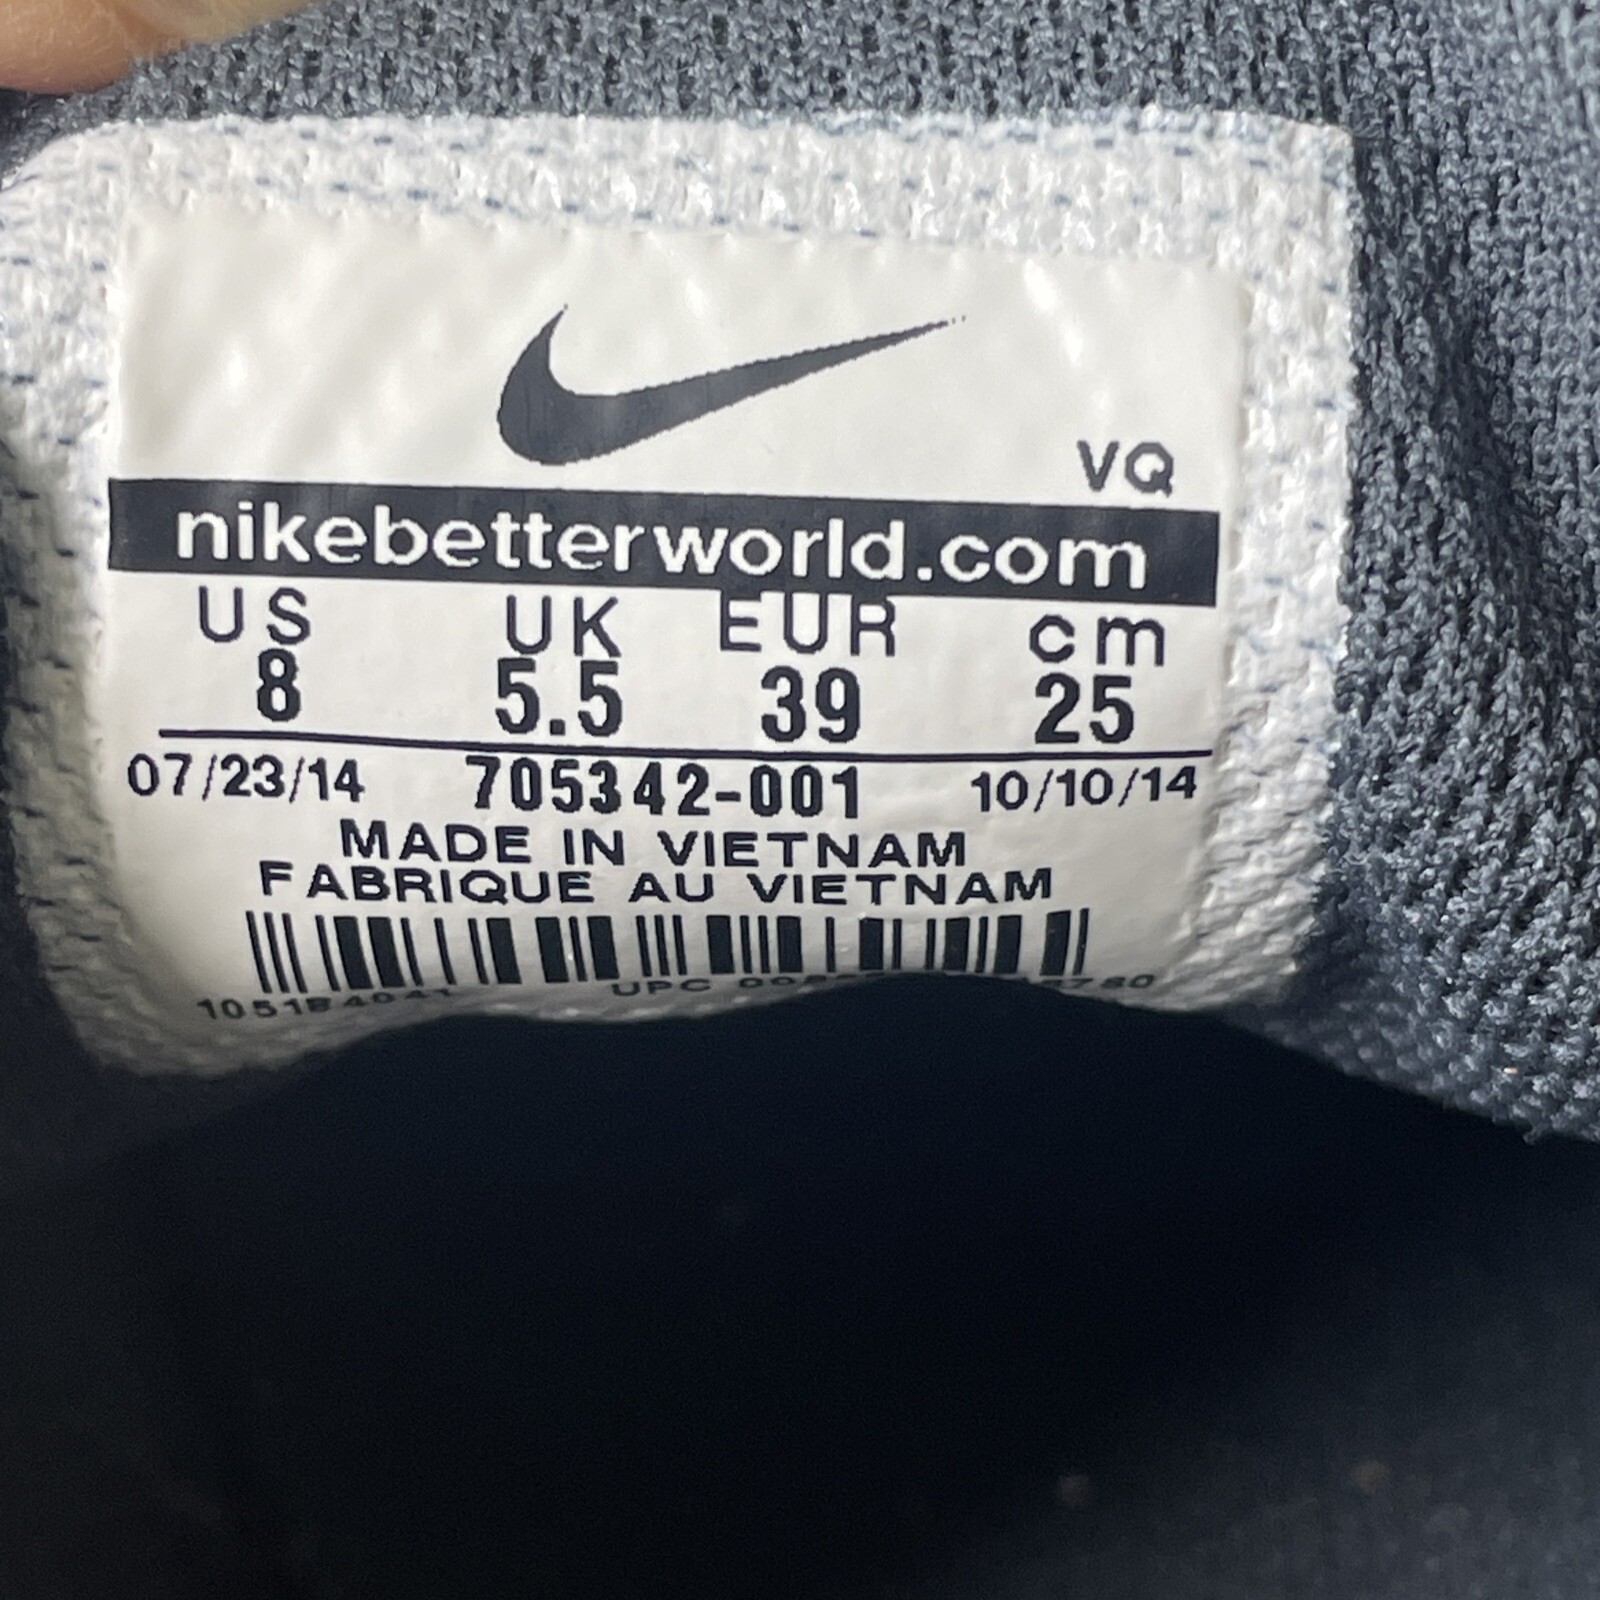 VQ
nikebetterworld.com
US UK EUR cm
8 5.5 39 25
07/23/14 705342-001 10/10/14
MADE IN VIETNAM
FABRIQUE AU VIETNAM
UPC